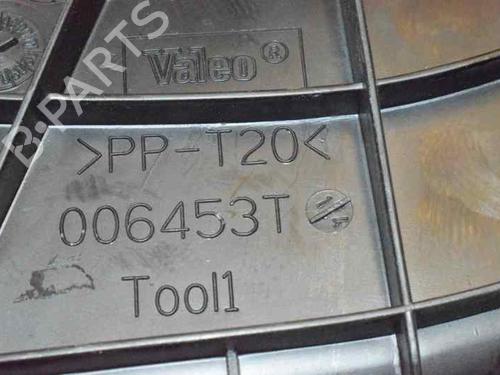 Valeo®
B-PARTS
>PP-T20<
006453T
Tool1